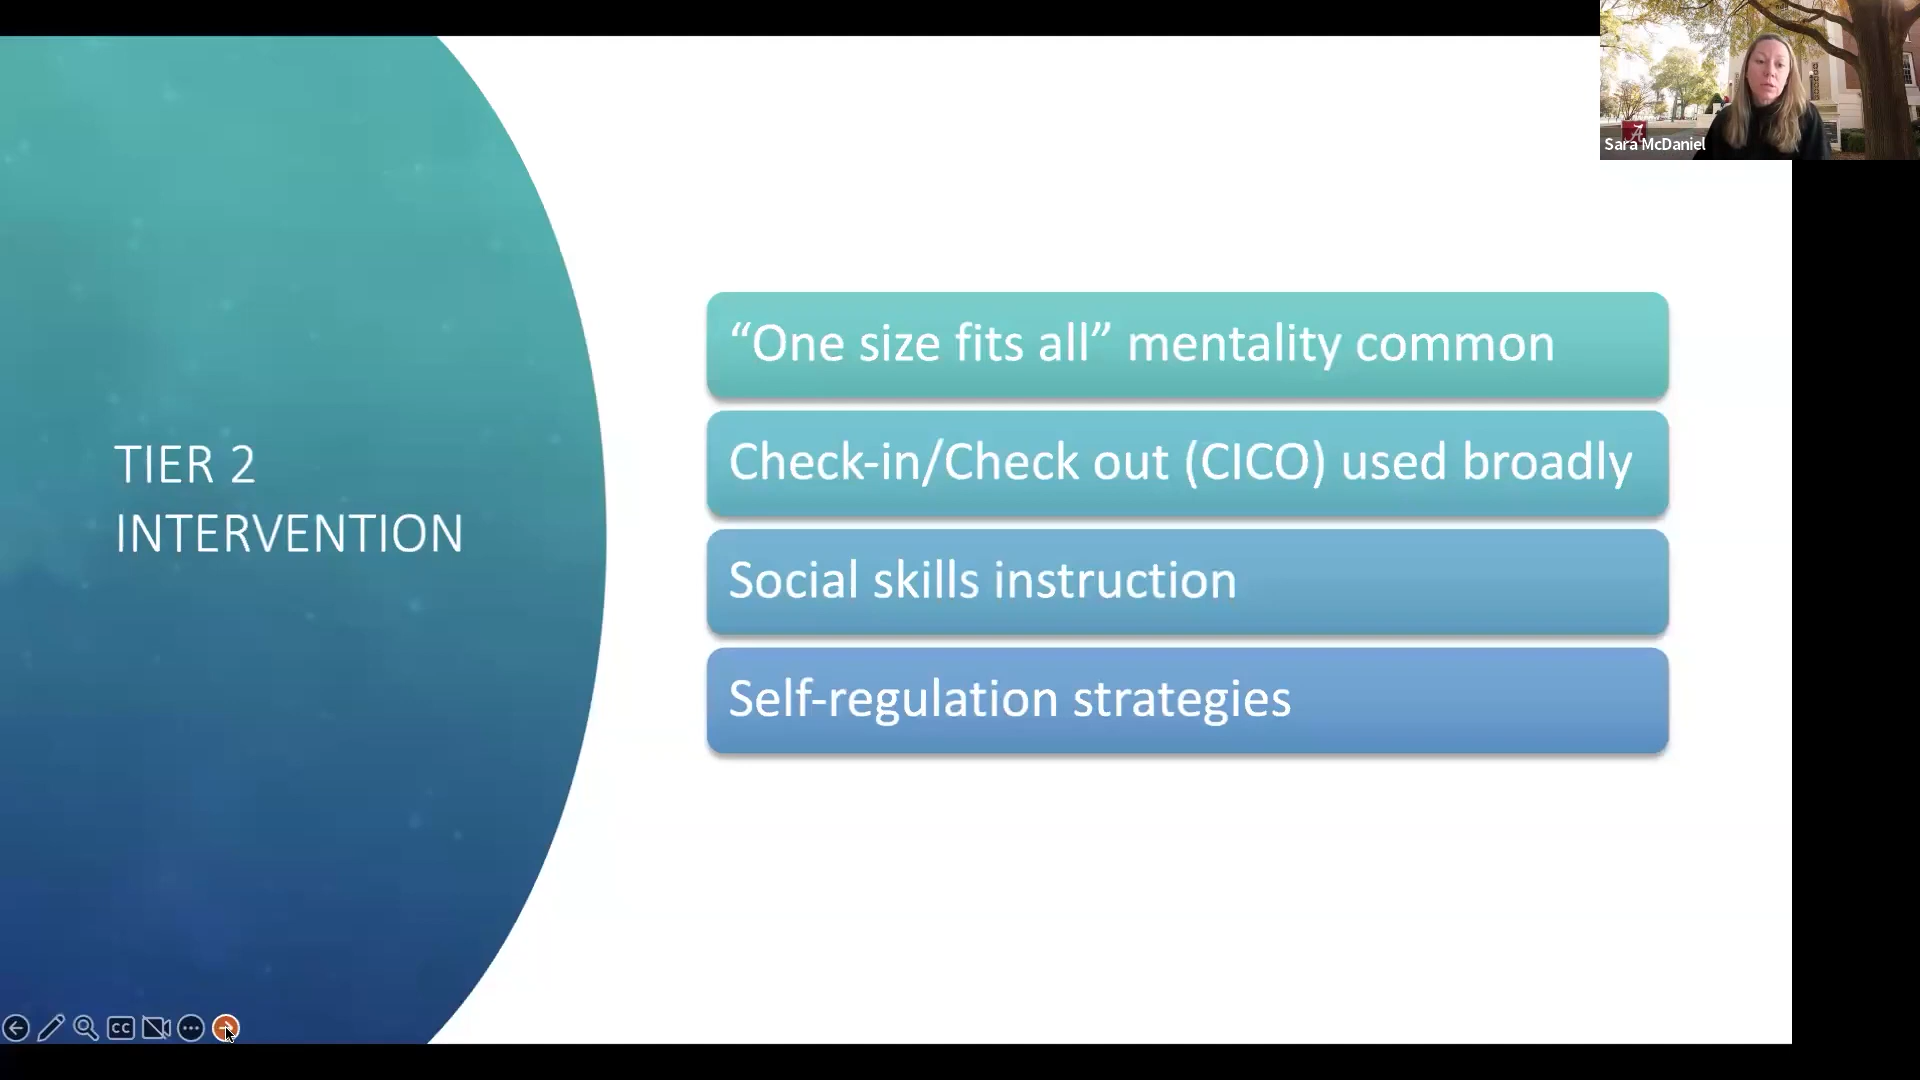 Sara McDaniel
TIER 2
INTERVENTION
“One size fits all” mentality common
Check-in/Check out (CICO) used broadly
Social skills instruction
Self-regulation strategies
CC
A